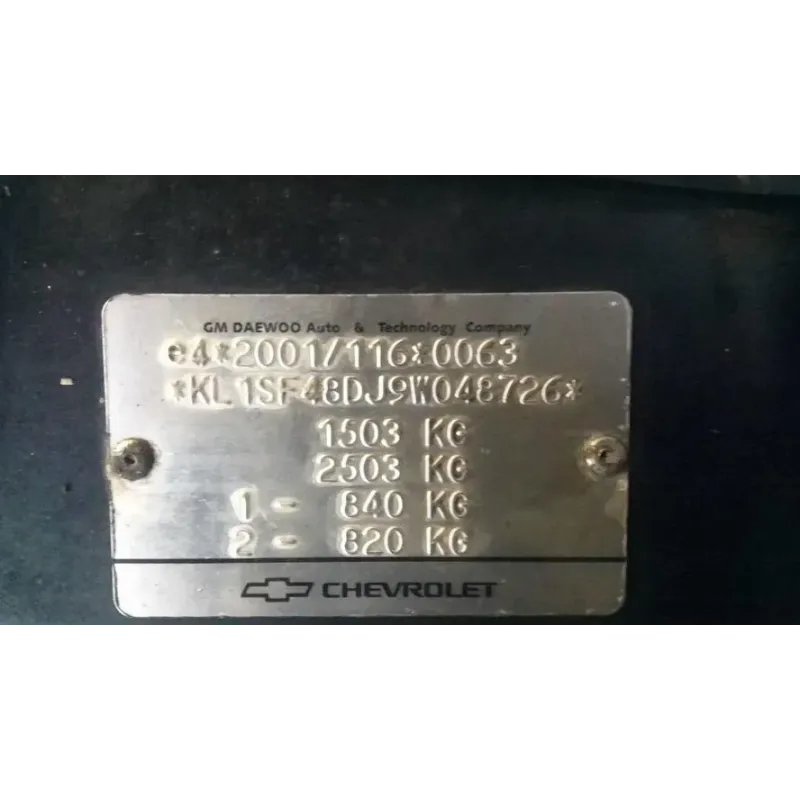 GM DAEWOO Auto & Technology Company
e4*2001/116*0063
*KL1SF48DJ9W048726*
1503 KG
2503 KG
1 - 840 KG
2 - 820 KG
CHEVROLET